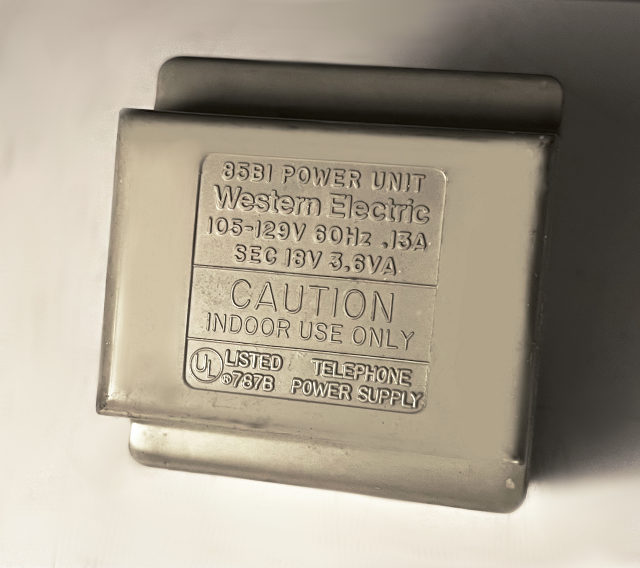 85B1 POWER UNIT
Western Electric
105-129V 60Hz .13A
SEC 18V 3.6VA
CAUTION
INDOOR USE ONLY
UL LISTED TELEPHONE
®787B POWER SUPPLY